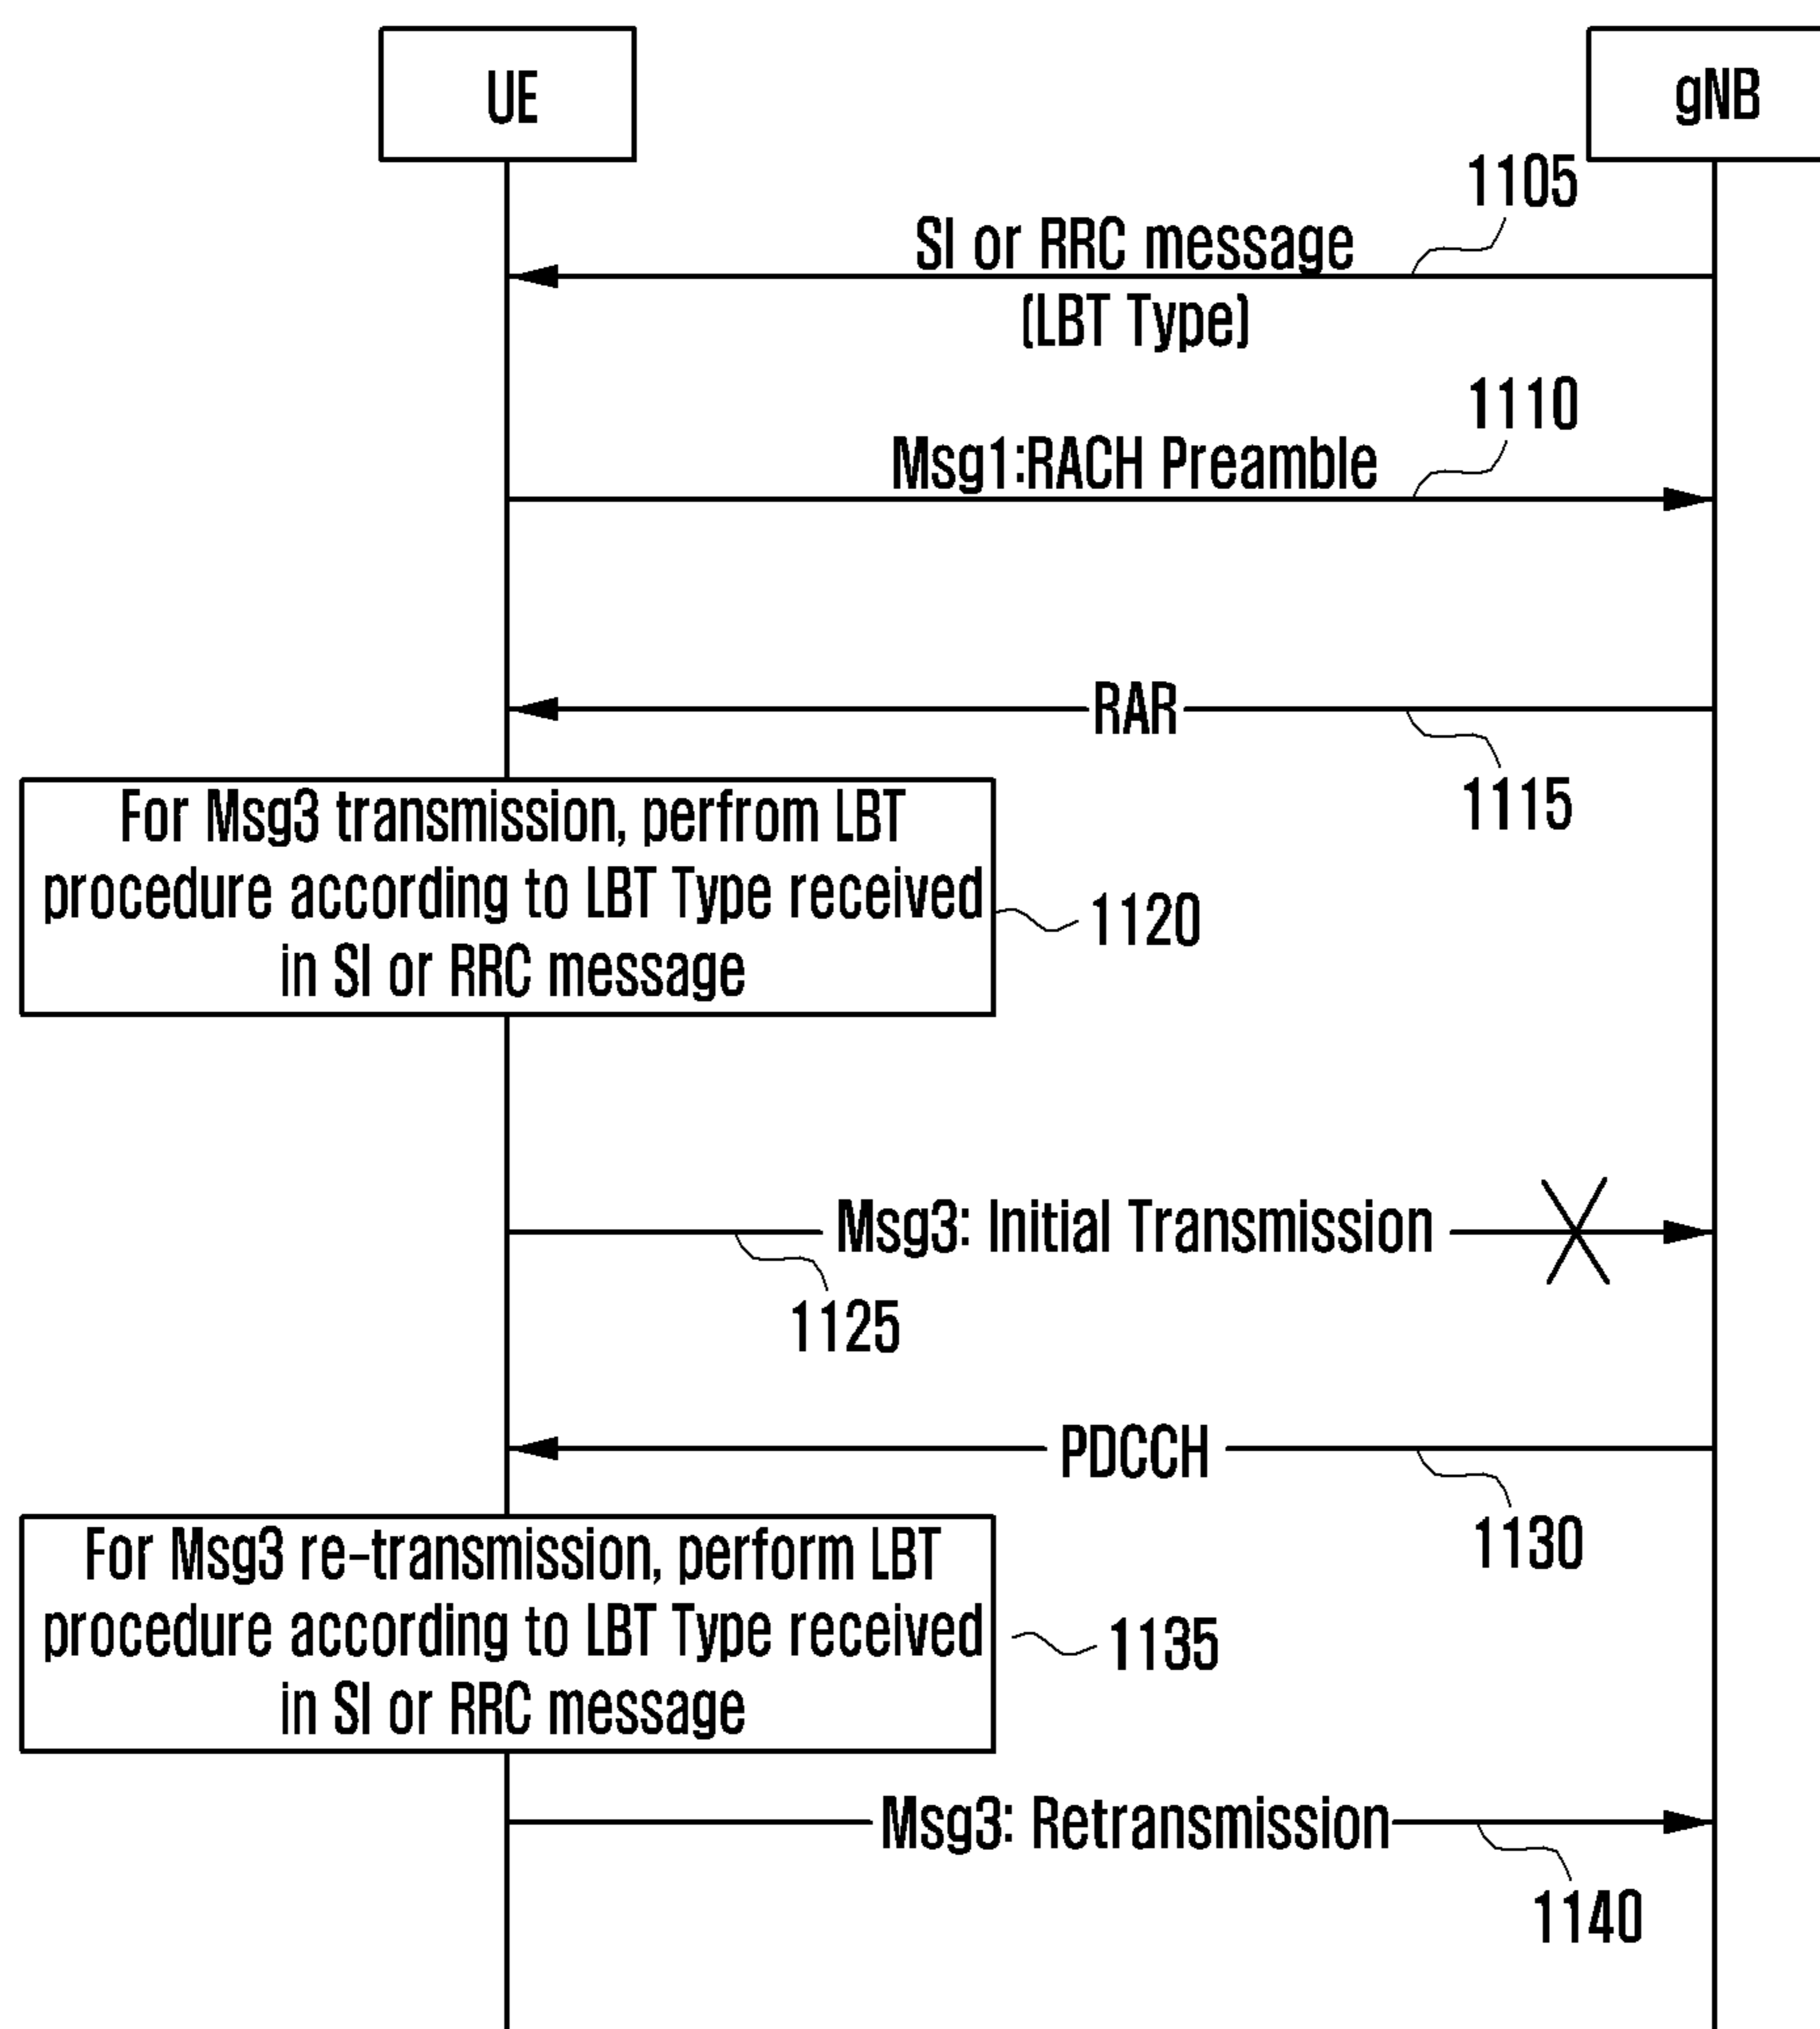 UE
gNB
1105
SI or RRC message
(LBT Type)
1110
Msg1:RACH Preamble
RAR
1115
For Msg3 transmission, perfrom LBT
procedure according to LBT Type received
in SI or RRC message
1120
Msg3: Initial Transmission
1125
PDCCH
1130
For Msg3 re-transmission, perform LBT
procedure according to LBT Type received
in SI or RRC message
1135
Msg3: Retransmission
1140